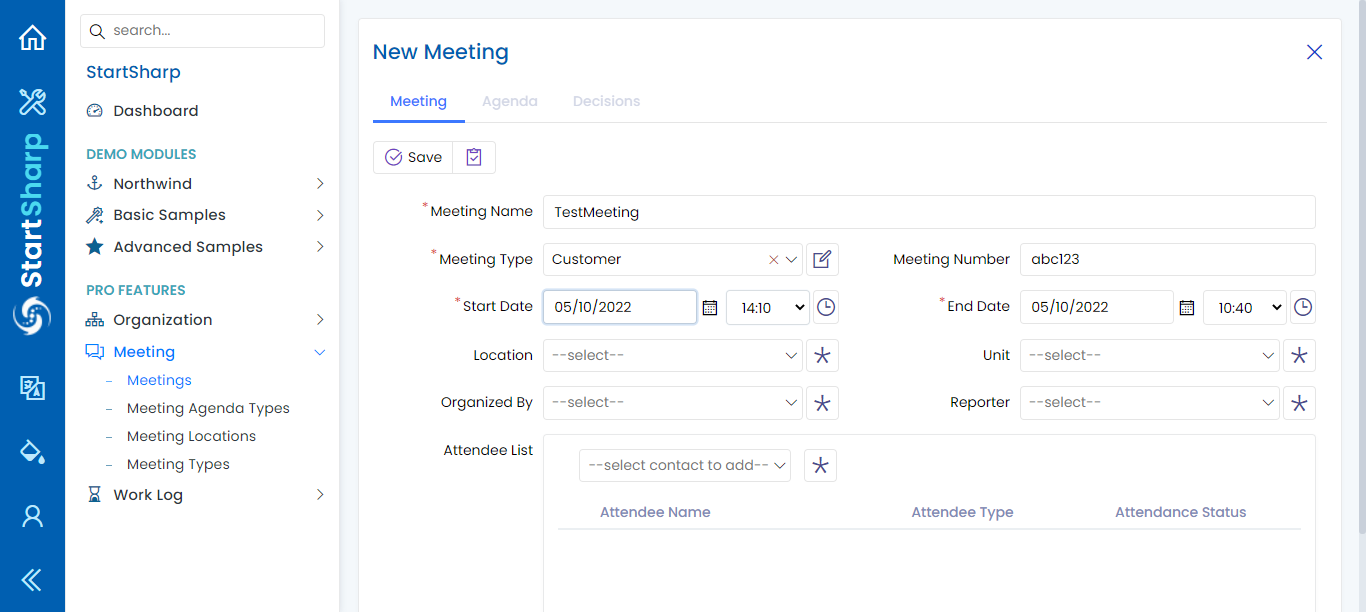 search...
StartSharp
StartSharp
Dashboard
DEMO MODULES
Northwind
Basic Samples
Advanced Samples
PRO FEATURES
Organization
Meeting
Meetings
Meeting Agenda Types
Meeting Locations
Meeting Types
Work Log
New Meeting
Meeting Agenda Decisions
Save
*Meeting Name TestMeeting
*Meeting Type Customer Meeting Number abc123
*Start Date 05/10/2022 14:10 *End Date 05/10/2022 10:40
Location --select-- Unit --select--
Organized By --select-- Reporter --select--
Attendee List
--select contact to add--
Attendee Name Attendee Type Attendance Status